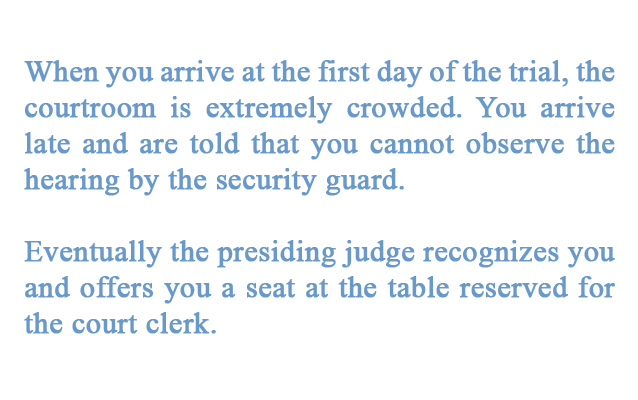 When you arrive at the first day of the trial, the
courtroom is extremely crowded. You arrive
late and are told that you cannot observe the
hearing by the security guard.
Eventually the presiding judge recognizes you
and offers you a seat at the table reserved for
the court clerk.